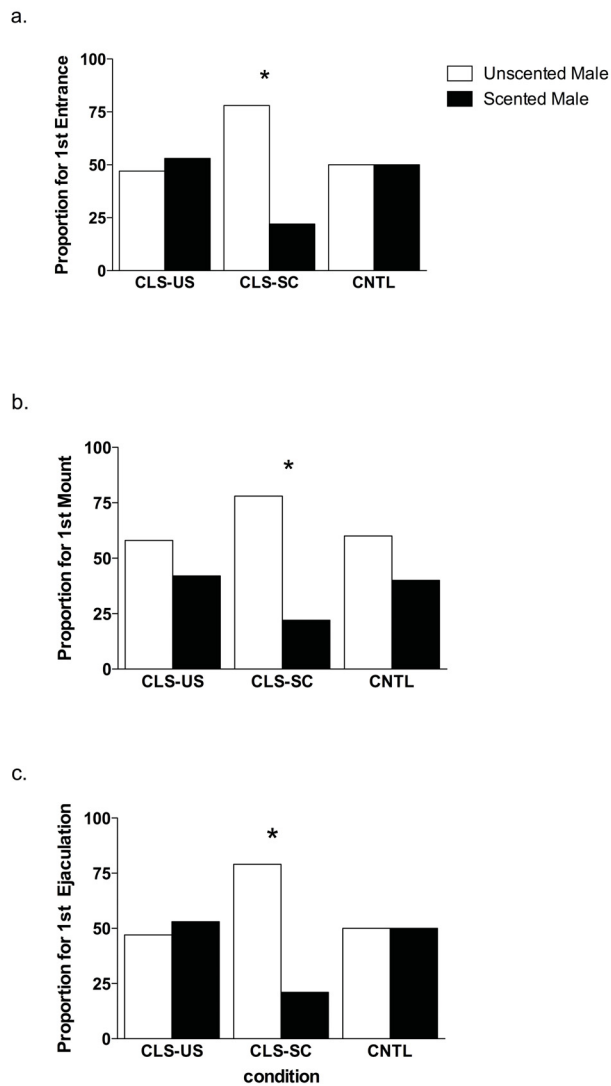 a.
Proportion for 1st Entrance
100
75
50
25
0
*
CLS-US CLS-SC CNTL
Unscented Male
Scented Male
b.
Proportion for 1st Mount
100
75
50
25
0
*
CLS-US CLS-SC CNTL
c.
Proportion for 1st Ejaculation
100
75
50
25
0
*
CLS-US CLS-SC CNTL
condition